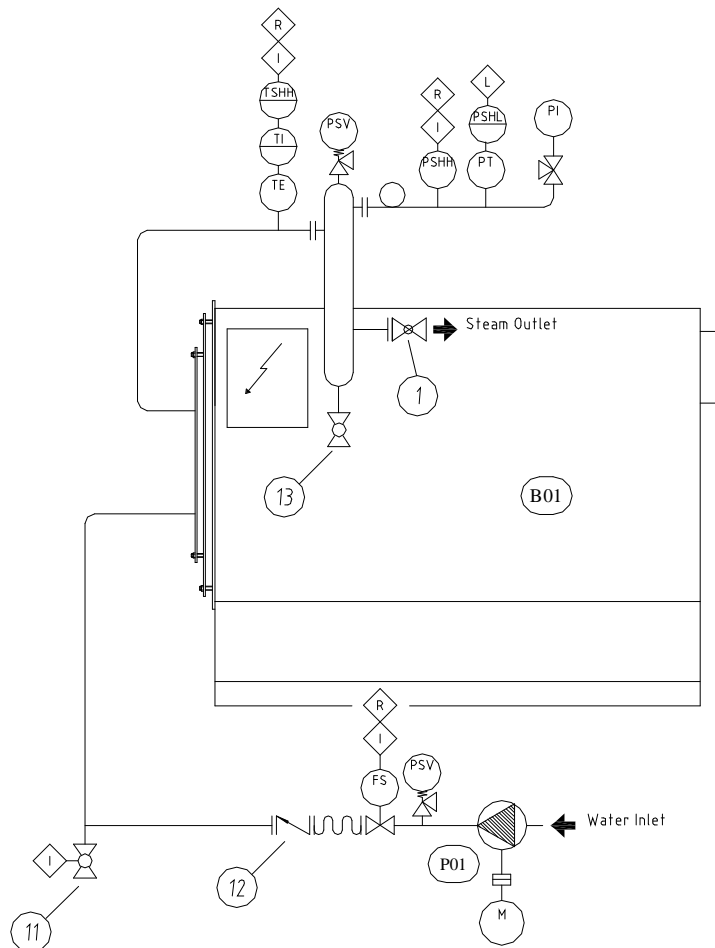 R
I
TSHH
TI
TE
PSV
R
I
PSHH
L
PSHL
PT
PI
Steam Outlet
1
13
B01
R
I
FS
PSV
Water Inlet
P01
M
I
11
12